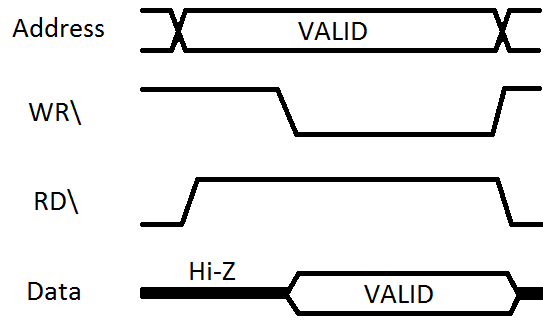 Address VALID
WR\
RD\
Hi-Z
Data VALID